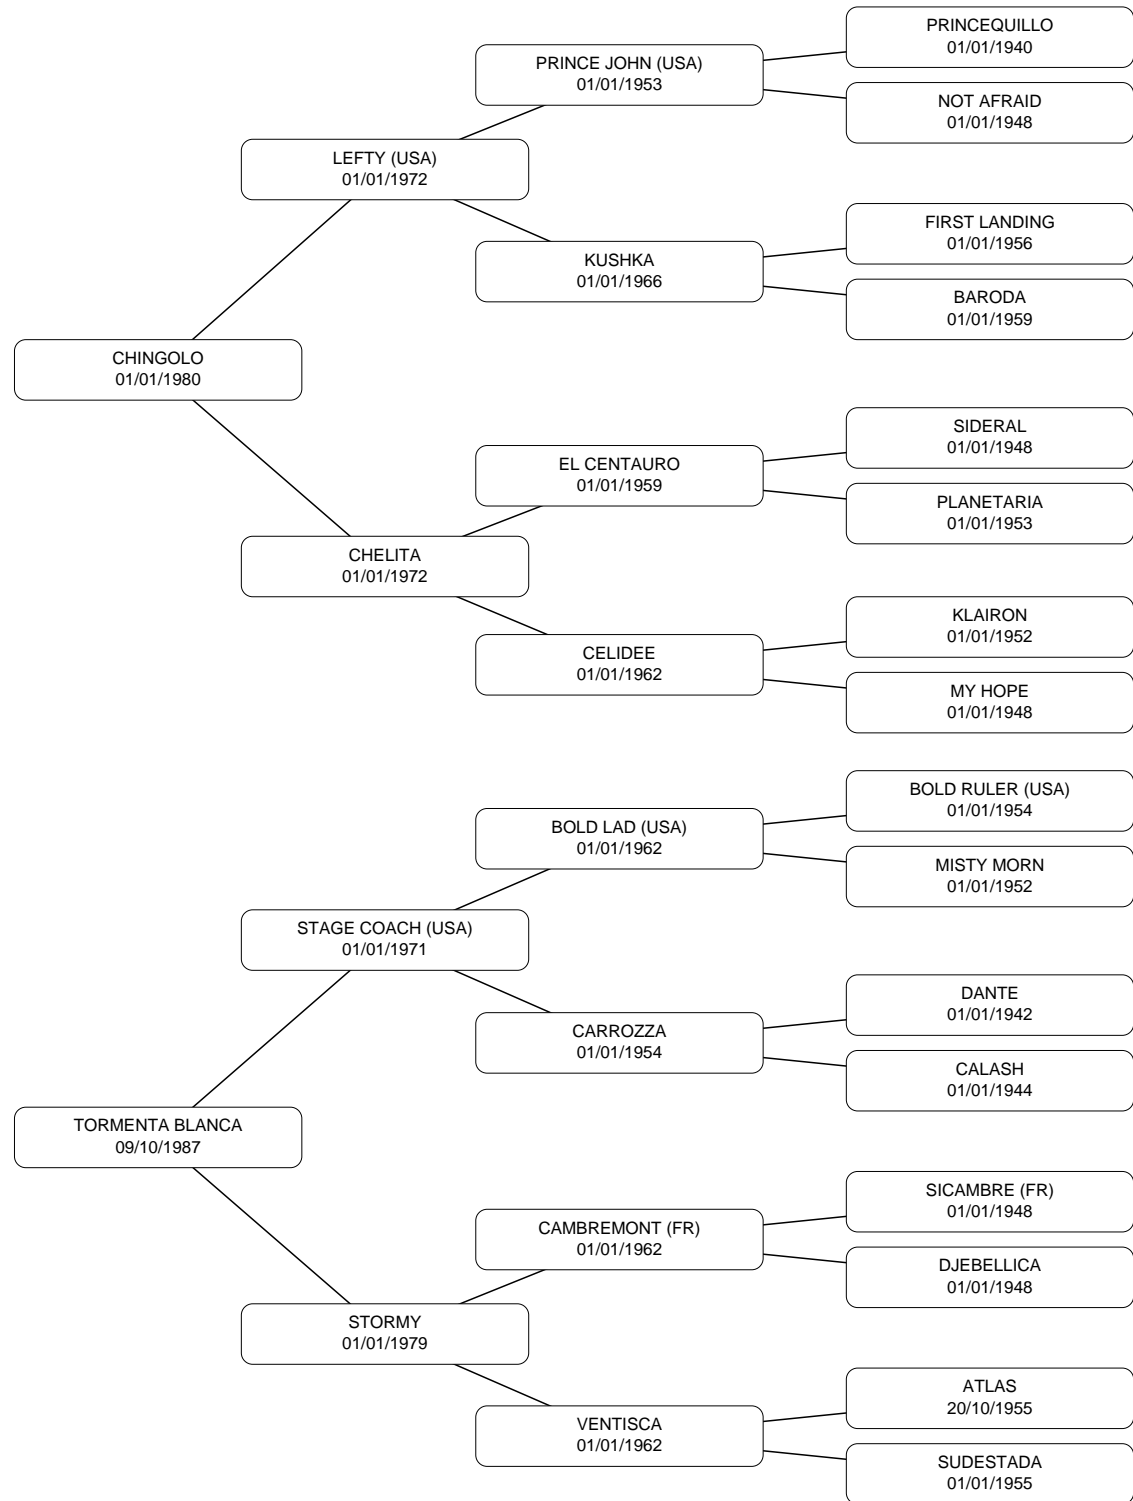 PRINCEQUILLO
01/01/1940
PRINCE JOHN (USA)
01/01/1953
NOT AFRAID
01/01/1948
LEFTY (USA)
01/01/1972
FIRST LANDING
01/01/1956
KUSHKA
01/01/1966
BARODA
01/01/1959
CHINGOLO
01/01/1980
SIDERAL
01/01/1948
EL CENTAURO
01/01/1959
PLANETARIA
01/01/1953
CHELITA
01/01/1972
KLAIRON
01/01/1952
CELIDEE
01/01/1962
MY HOPE
01/01/1948
BOLD RULER (USA)
01/01/1954
BOLD LAD (USA)
01/01/1962
MISTY MORN
01/01/1952
STAGE COACH (USA)
01/01/1971
DANTE
01/01/1942
CARROZZA
01/01/1954
CALASH
01/01/1944
TORMENTA BLANCA
09/10/1987
SICAMBRE (FR)
01/01/1948
CAMBREMONT (FR)
01/01/1962
DJEBELLICA
01/01/1948
STORMY
01/01/1979
ATLAS
20/10/1955
VENTISCA
01/01/1962
SUDESTADA
01/01/1955